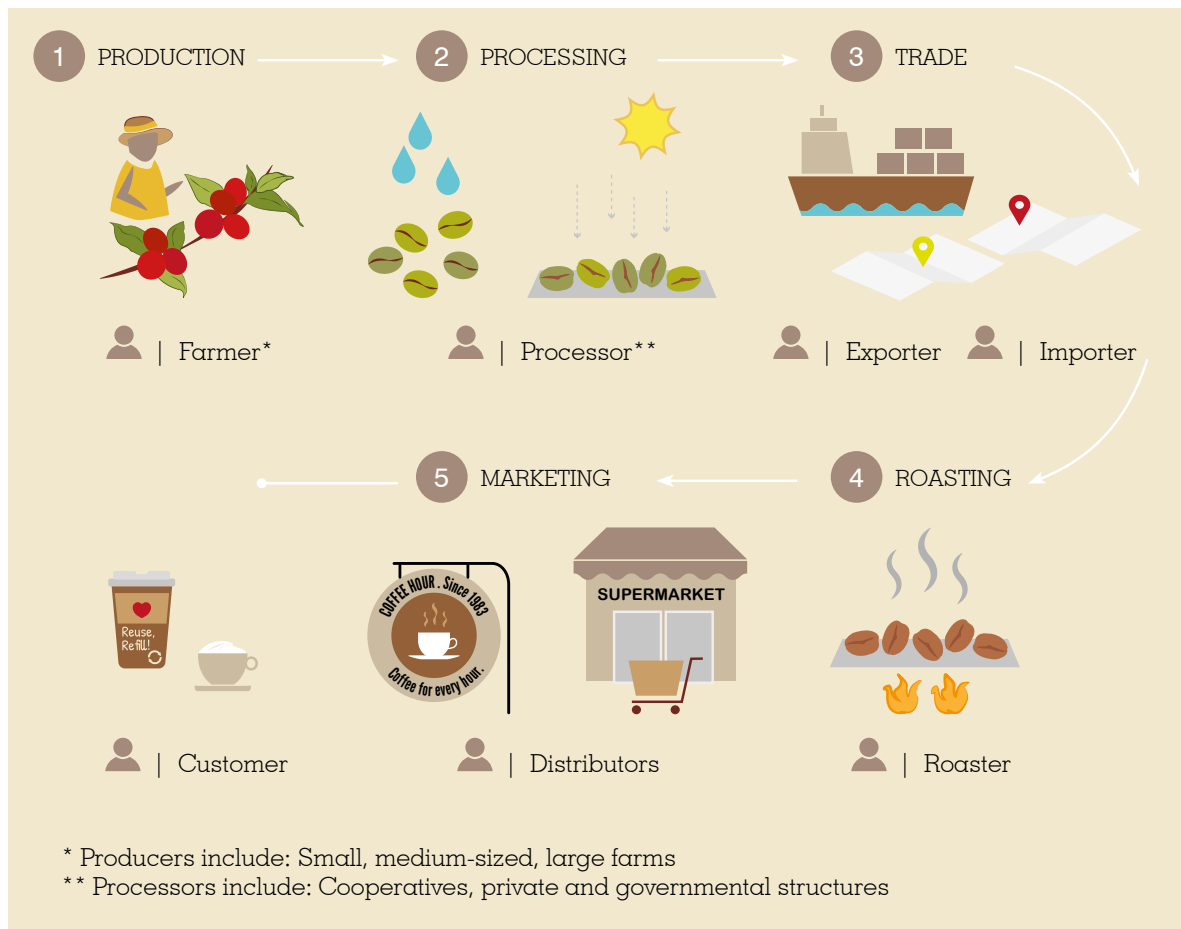 1 PRODUCTION
2 PROCESSING
3 TRADE
| Farmer*
| Processor**
| Exporter
| Importer
5 MARKETING
4 ROASTING
Reuse,
Refill!
COFFEE HOUR . Since 1983
Coffee for every hour.
SUPERMARKET
| Customer
| Distributors
| Roaster
* Producers include: Small, medium-sized, large farms
** Processors include: Cooperatives, private and governmental structures